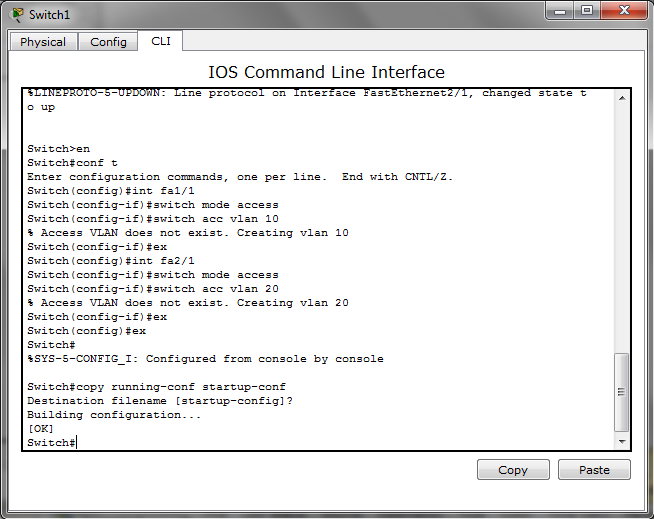 Switch1
Physical
Config
CLI
IOS Command Line Interface
%LINEPROTO-5-UPDOWN: Line protocol on Interface FastEthernet2/1, changed state t
o up
Switch>en
Switch#conf t
Enter configuration commands, one per line.  End with CNTL/Z.
Switch(config)#int fa1/1
Switch(config-if)#switch mode access
Switch(config-if)#switch acc vlan 10
% Access VLAN does not exist. Creating vlan 10
Switch(config-if)#ex
Switch(config)#int fa2/1
Switch(config-if)#switch mode access
Switch(config-if)#switch acc vlan 20
% Access VLAN does not exist. Creating vlan 20
Switch(config-if)#ex
Switch(config)#ex
Switch#
%SYS-5-CONFIG_I: Configured from console by console
Switch#copy running-conf startup-conf
Destination filename [startup-config]?
Building configuration...
[OK]
Switch#
Copy
Paste